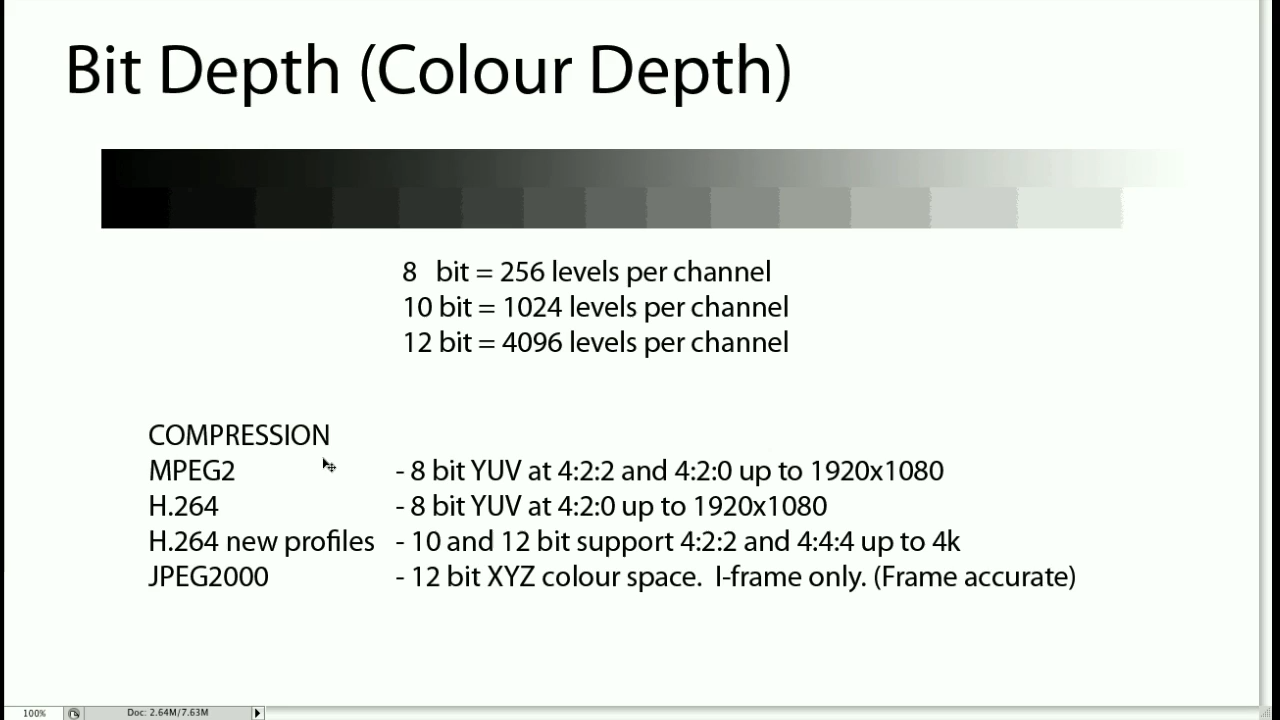 Bit Depth (Colour Depth)
8 bit = 256 levels per channel
10 bit = 1024 levels per channel
12 bit = 4096 levels per channel
COMPRESSION
MPEG2 - 8 bit YUV at 4:2:2 and 4:2:0 up to 1920x1080
H.264 - 8 bit YUV at 4:2:0 up to 1920x1080
H.264 new profiles - 10 and 12 bit support 4:2:2 and 4:4:4 up to 4k
JPEG2000 - 12 bit XYZ colour space. I-frame only. (Frame accurate)
100% Doc: 2.64M/7.63M